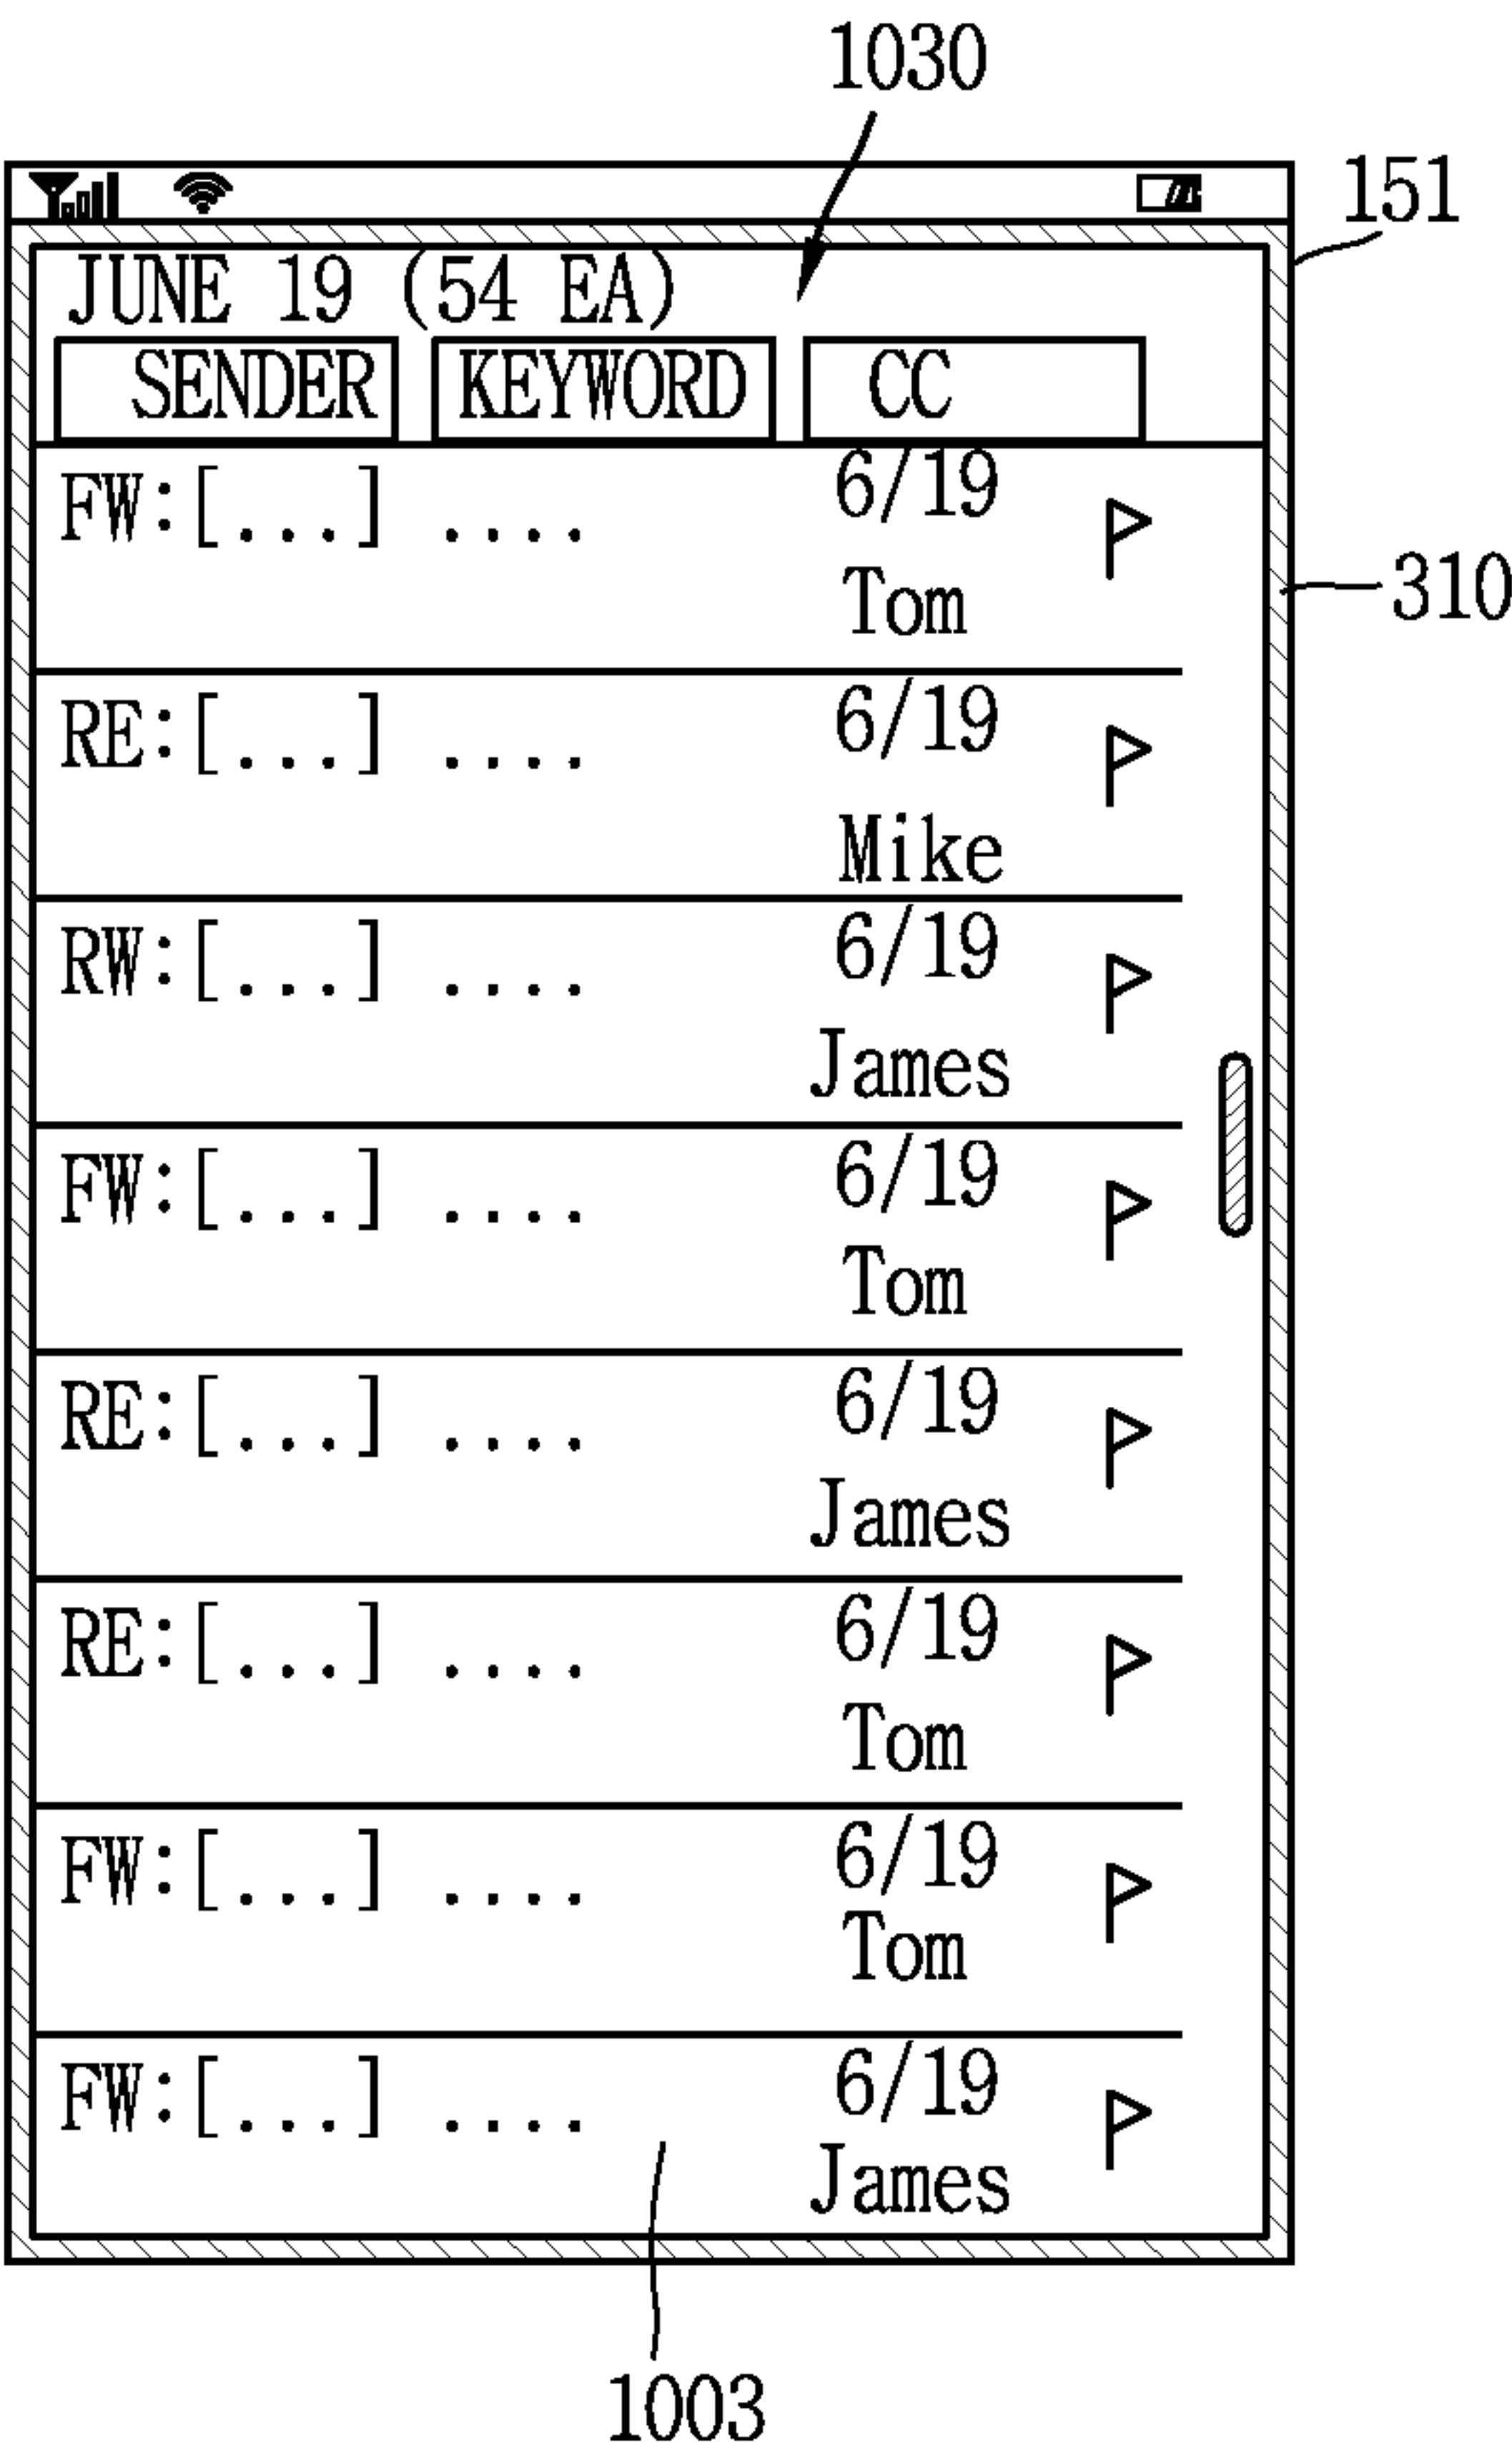 1030
151
JUNE 19 (54 EA)
SENDER KEYWORD CC
FW:[...] .... 6/19
Tom
310
RE:[...] .... 6/19
Mike
RW:[...] .... 6/19
James
FW:[...] .... 6/19
Tom
RE:[...] .... 6/19
James
RE:[...] .... 6/19
Tom
FW:[...] .... 6/19
Tom
FW:[...] .... 6/19
James
1003